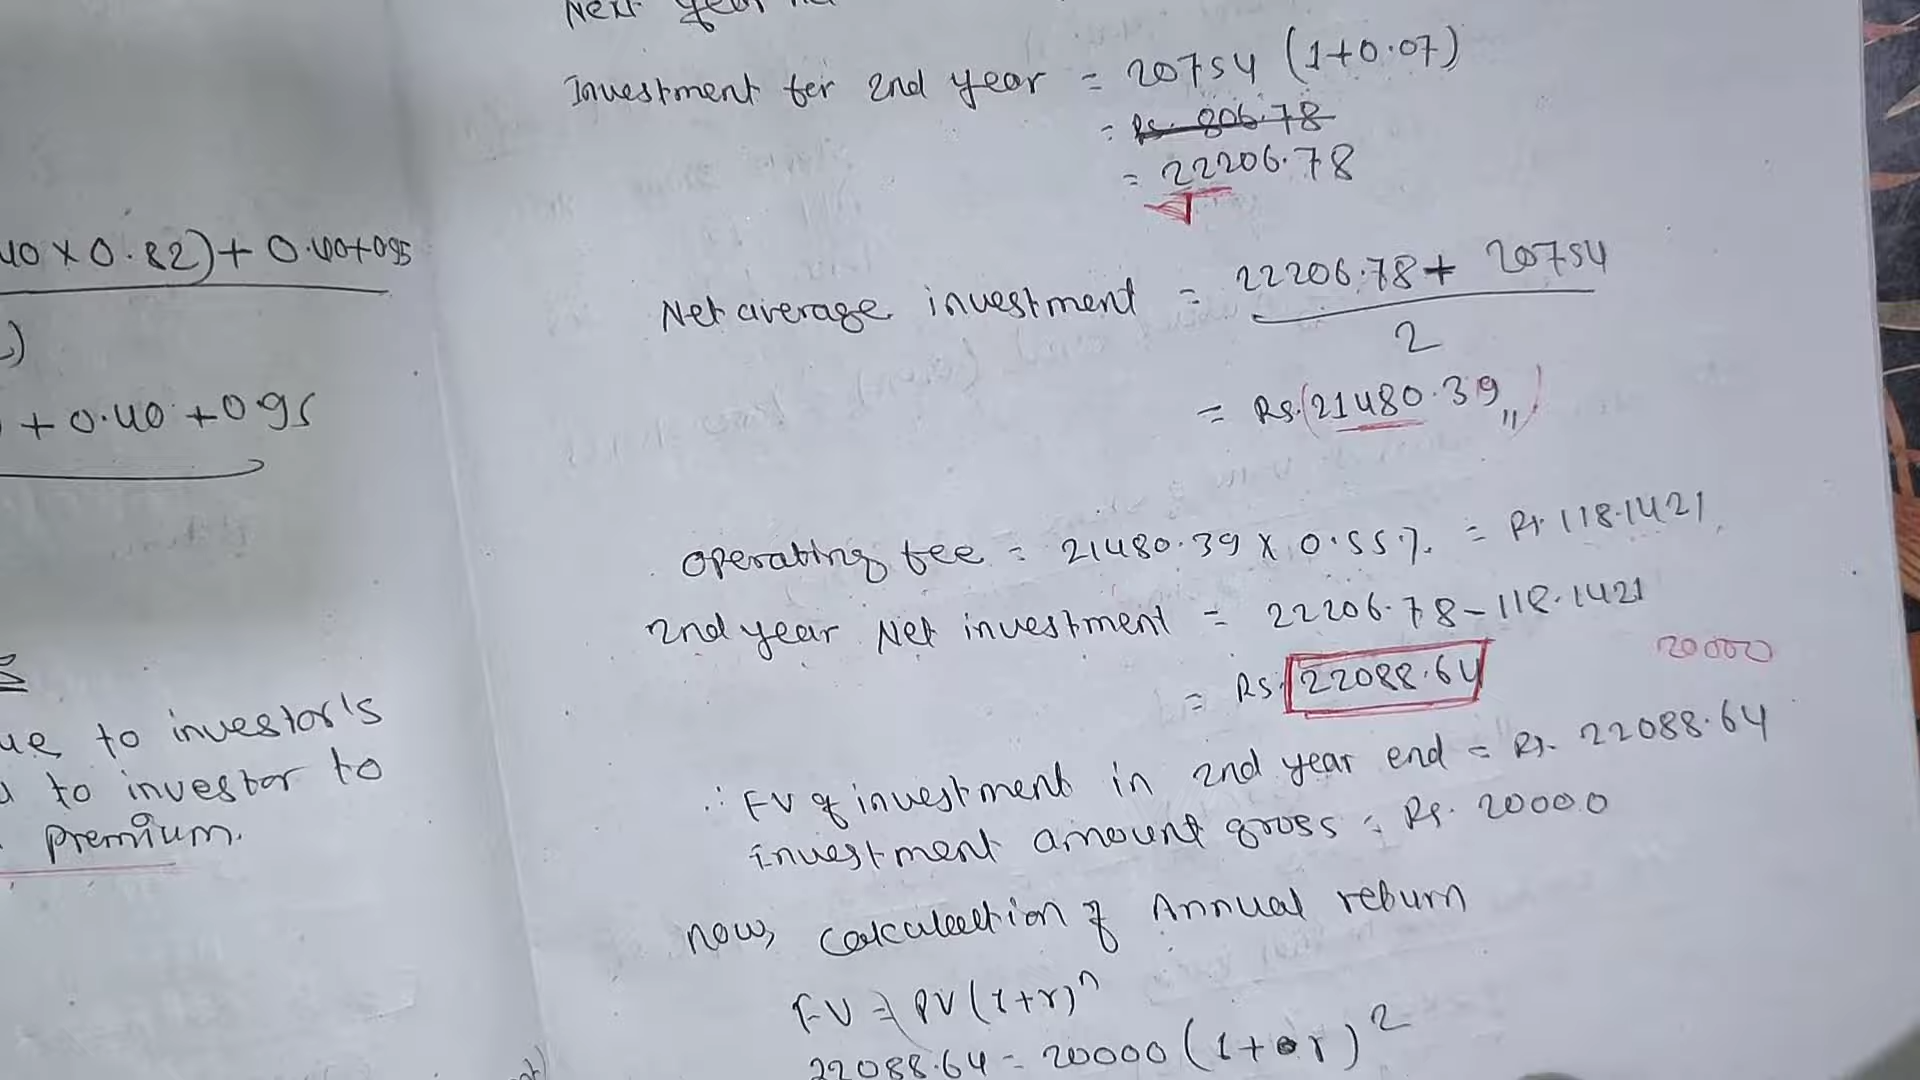 Next year
Investment for 2nd year = 20754 (1+0.07)
= Rs. 806.78
= 22206.78
Net average investment = 22206.78 + 20754
2
= Rs. (21480.39,,)
operating fee = 21480.39 x 0.55%. = Rs. 118.1421
2nd year Net investment = 22206.78 - 118.1421
= Rs. 22088.64
20000
∴ FV of investment in 2nd year end = Rs. 22088.64
investment amount gross = Rs. 20000
now, calculation of Annual return
FV = PV(1+r)^n
22088.64 = 20000 (1+r)^2
40 x 0.82) + 0.40+095
+ 0.40 + 0.95
to investor's
to investor to
premium.